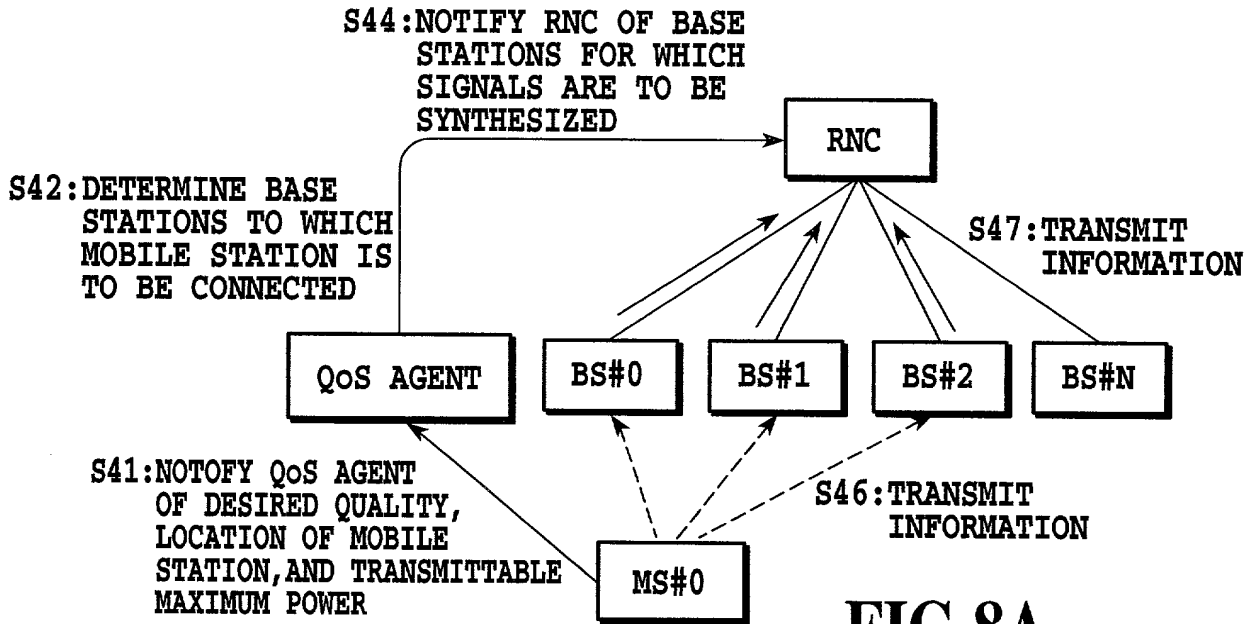 S44:NOTIFY RNC OF BASE
STATIONS FOR WHICH
SIGNALS ARE TO BE
SYNTHESIZED
RNC
S42:DETERMINE BASE
STATIONS TO WHICH
MOBILE STATION IS
TO BE CONNECTED
S47:TRANSMIT
INFORMATION
QoS AGENT
BS#0
BS#1
BS#2
BS#N
S41:NOTOFY QoS AGENT
OF DESIRED QUALITY,
LOCATION OF MOBILE
STATION,AND TRANSMITTABLE
MAXIMUM POWER
S46:TRANSMIT
INFORMATION
MS#0
FIG.8A